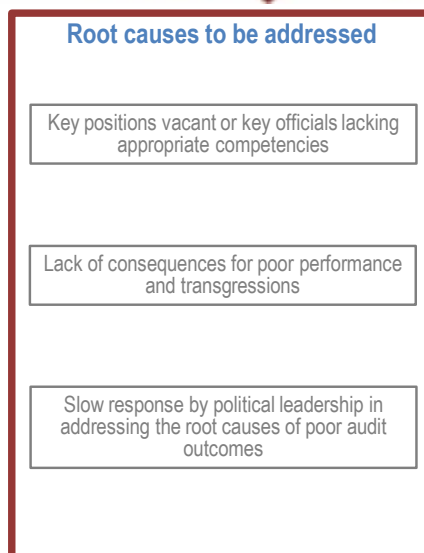 Root causes to be addressed
Key positions vacant or key officials lacking
appropriate competencies
Lack of consequences for poor performance
and transgressions
Slow response by political leadership in
addressing the root causes of poor audit
outcomes